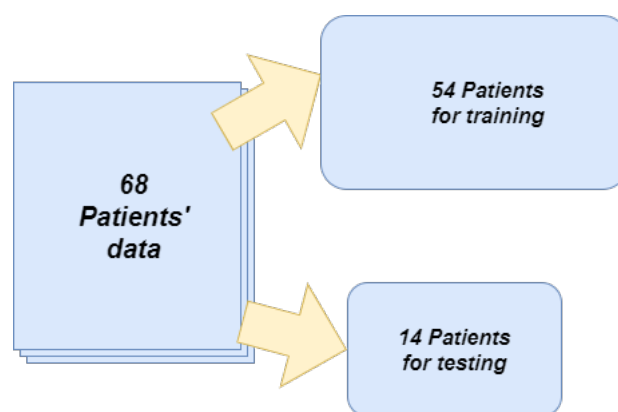 68
Patients'
data
54 Patients
for training
14 Patients
for testing